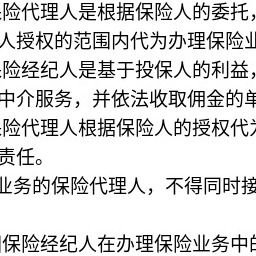 险代理人是根据保险人的委托，
人授权的范围内代为办理保险业
险经纪人是基于投保人的利益，
中介服务，并依法收取佣金的单
险代理人根据保险人的授权代为
责任。
业务的保险代理人，不得同时接
保险经纪人在办理保险业务中的